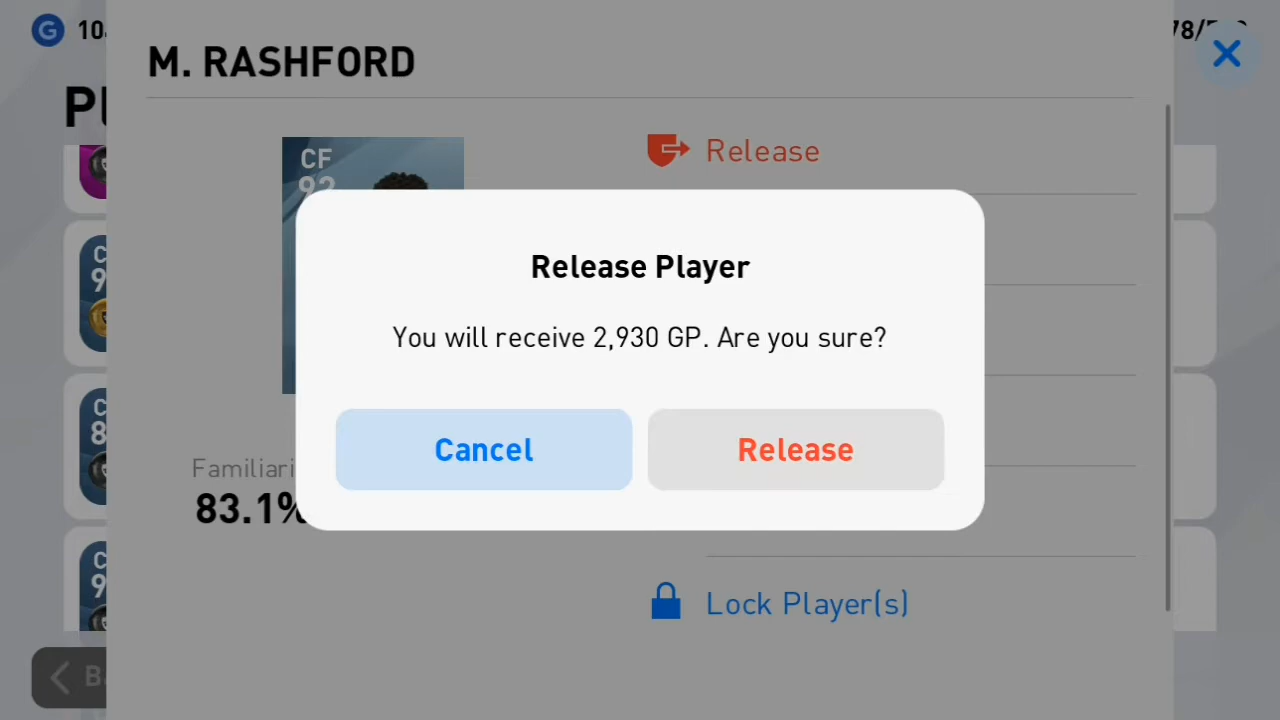 G
M. RASHFORD
CF
Release
Release Player
You will receive 2,930 GP. Are you sure?
Cancel
Release
83.1%
Lock Player(s)